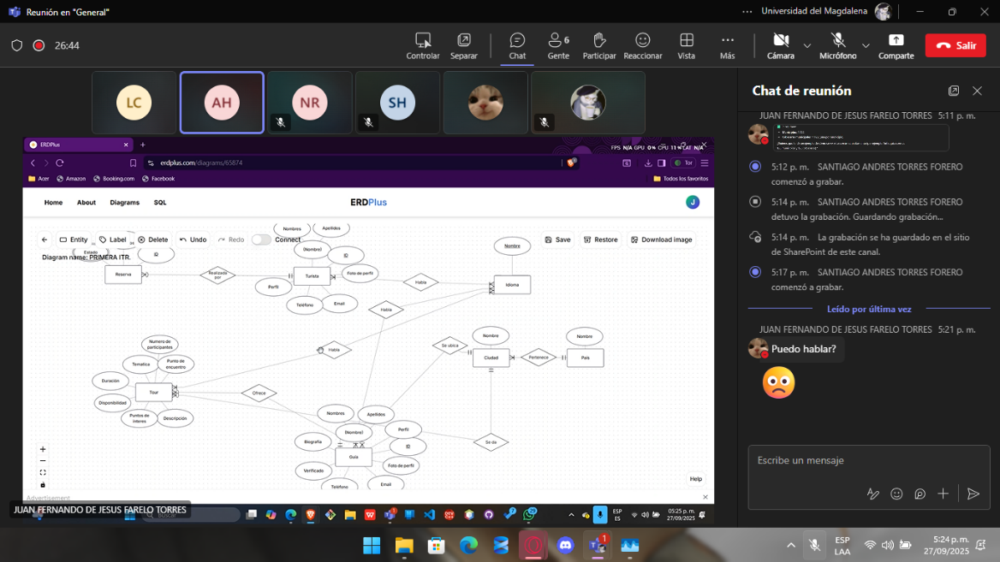 Reunión en "General"
Universidad del Magdalena
26:44
Controlar
Separar
Chat
6
Gente
Participar
Reaccionar
Vista
Más
Cámara
Micrófono
Comparte
Salir
LC
AH
NR
SH
ERDPlus
FPS N/A GPU 0% CPU 11% LAT N/A
erdplus.com/diagrams/65874
Tor
Acer
Amazon
Booking.com
Facebook
Todos los favoritos
Home
About
Diagrams
SQL
ERDPlus
J
Entity
Label
Delete
Undo
Redo
Connect
Save
Restore
Download image
Diagram name: PRIMERA ITR.
Estado
ID
Nombres
Apellidos
(Nombre)
ID
Nombre
Reserva
Realizada
por
Turista
Foto de perfil
Perfil
Teléfono
Email
Habla
Idioma
Habla
Habla
Numero de
participantes
Tematica
Punto de
encuentro
Duración
Tour
Disponibilidad
Puntos de
interes
Descripción
Ofrece
Se ubica
Nombre
Ciudad
Pertenece
Nombre
País
Nombres
Apellidos
(Nombre)
Perfil
Biografia
ID
Guía
Foto de perfil
Verificado
Teléfono
Email
Se da
Help
Advertisement
JUAN FERNANDO DE JESUS FARELO TORRES
Buscar
ESP
ES
05:25 p. m.
27/09/2025
Chat de reunión
JUAN FERNANDO DE JESUS FARELO TORRES 5:11 p. m.
5:12 p. m. SANTIAGO ANDRES TORRES FORERO
comenzó a grabar.
5:14 p. m. SANTIAGO ANDRES TORRES FORERO
detuvo la grabación. Guardando grabación...
5:14 p. m. La grabación se ha guardado en el sitio
de SharePoint de este canal.
5:17 p. m. SANTIAGO ANDRES TORRES FORERO
comenzó a grabar.
Leído por última vez
JUAN FERNANDO DE JESUS FARELO TORRES 5:21 p. m.
Puedo hablar?
Escribe un mensaje
1
ESP
LAA
5:24 p. m.
27/09/2025